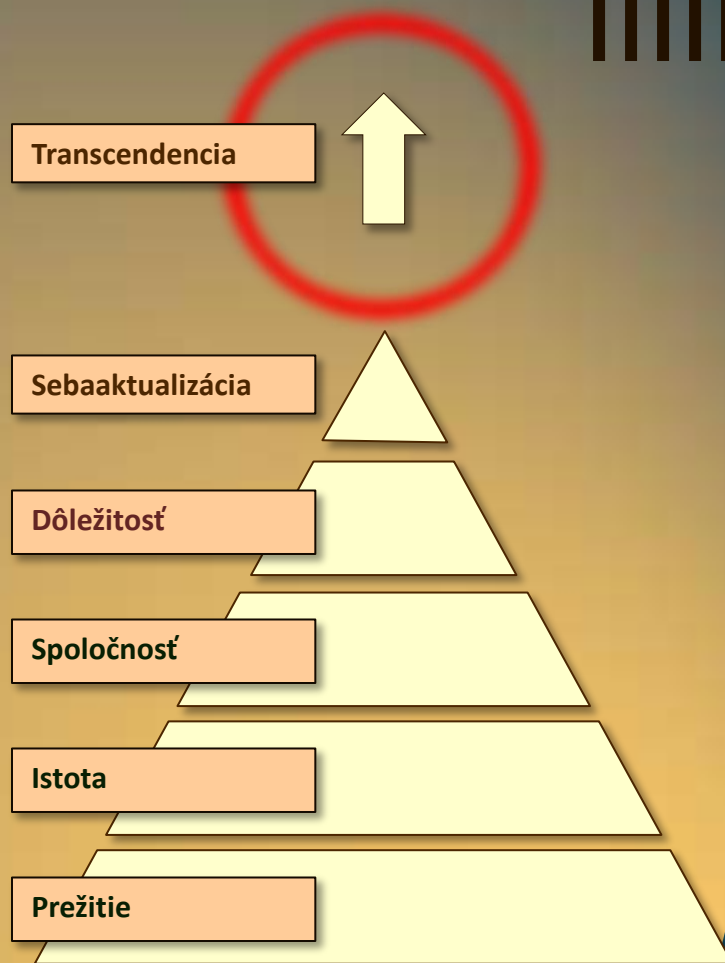 Transcendencia
Sebaaktualizácia
Dôležitosť
Spoločnosť
Istota
Prežitie